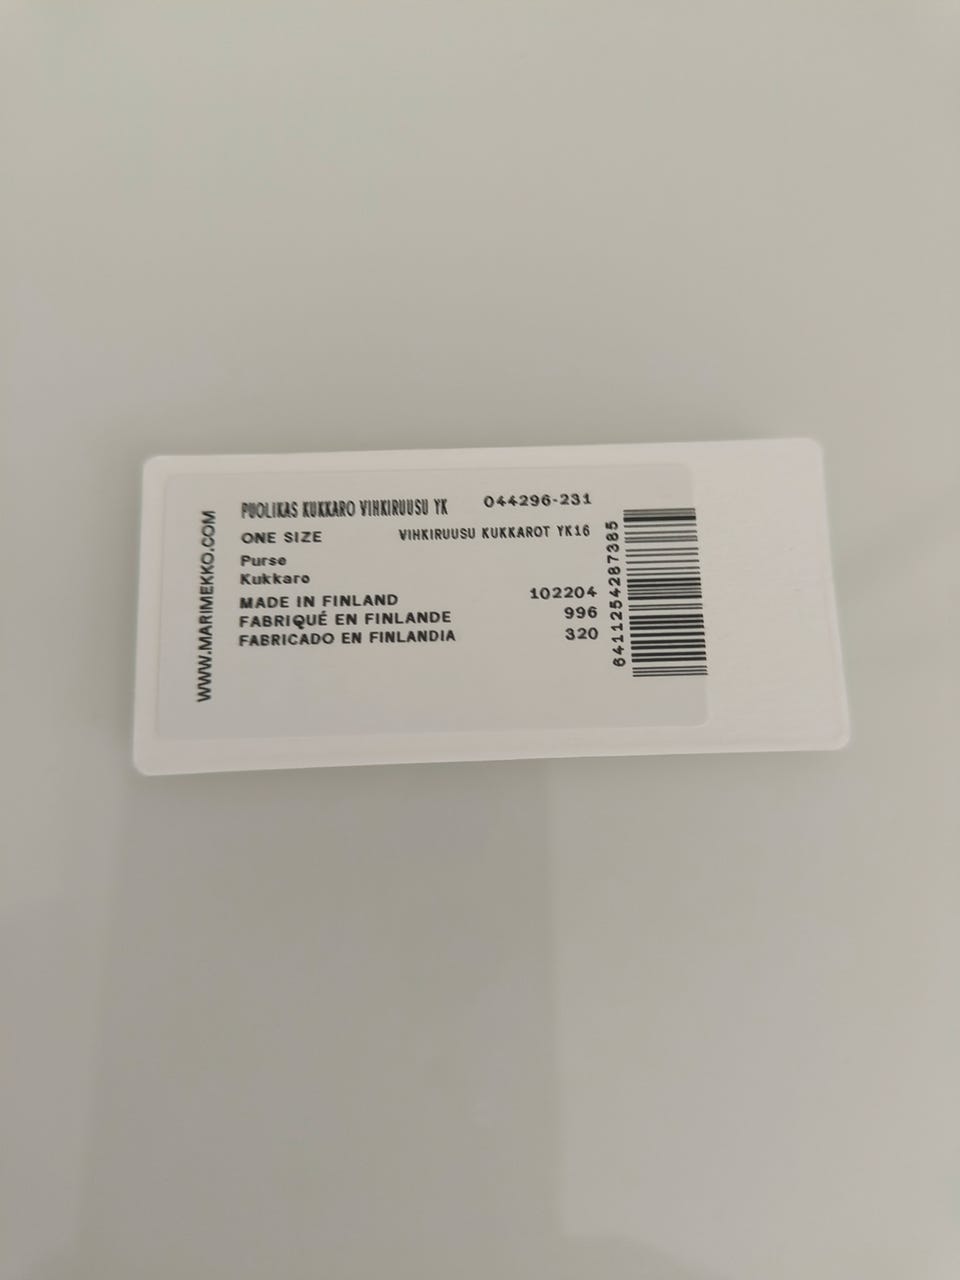 PUOLIKAS KUKKARO VIHKIRUUSU YK 044296-231
ONE SIZE VIHKIRUUSU KUKKAROT YK16
Purse
Kukkaro
MADE IN FINLAND 102204
FABRIQUÉ EN FINLANDE 996
FABRICADO EN FINLANDIA 320
WWW.MARIMEKKO.COM
6411254287385